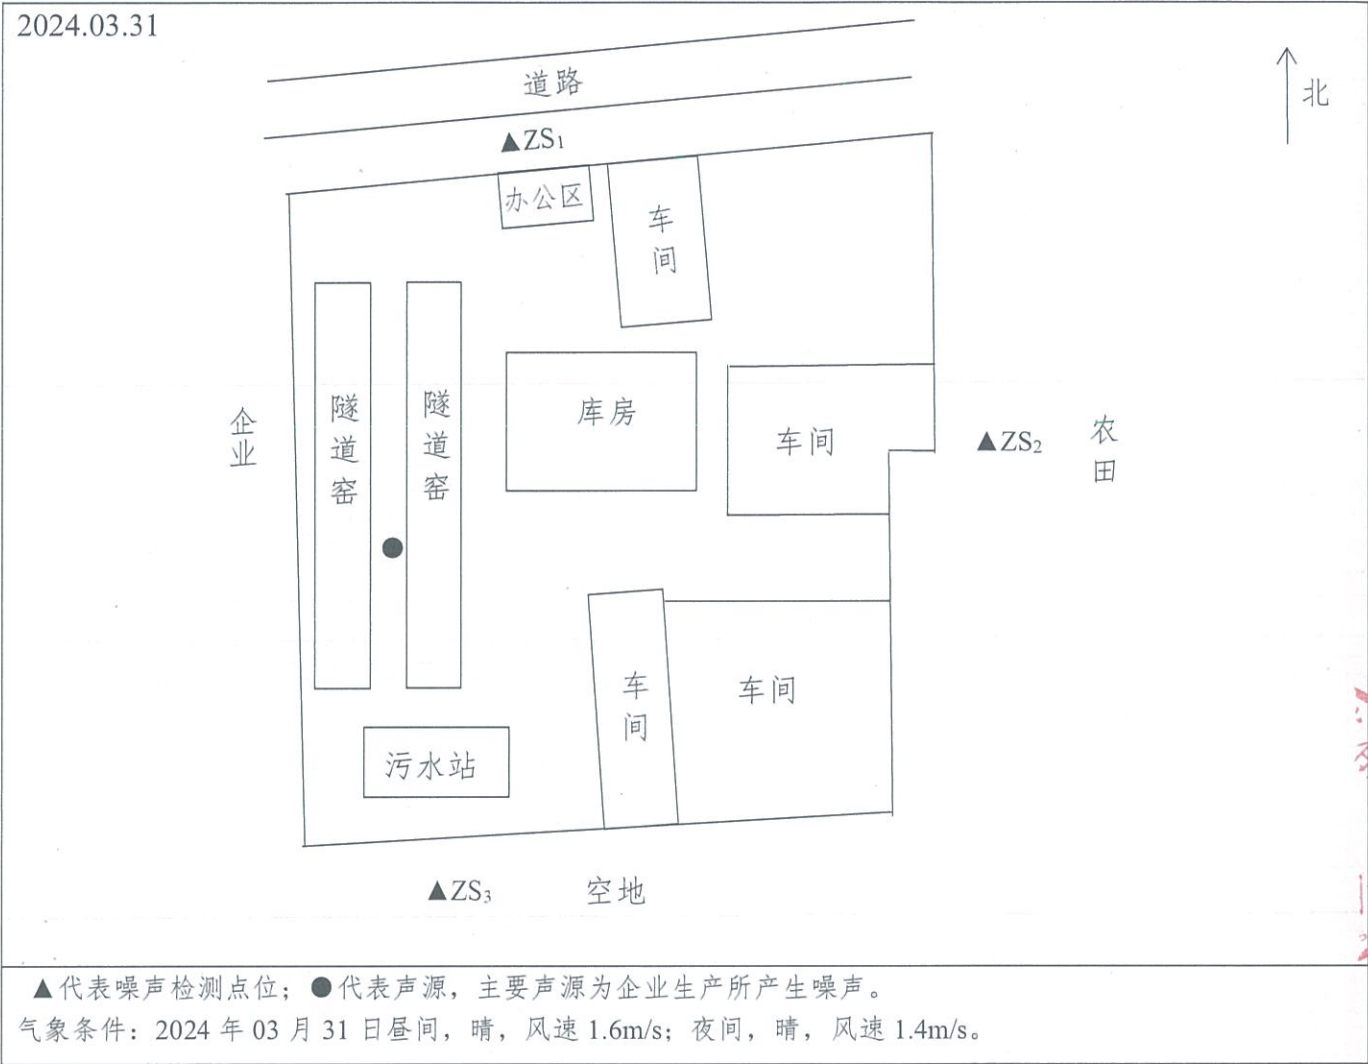 2024.03.31
道路
北
▲ZS₁
办公区
车间
隧道窑
隧道窑
库房
企业
车间
▲ZS₂
农田
车间
车间
污水站
▲ZS₃
空地
▲代表噪声检测点位；●代表声源，主要声源为企业生产所产生噪声。
气象条件：2024 年 03 月 31 日昼间，晴，风速 1.6m/s；夜间，晴，风速 1.4m/s。